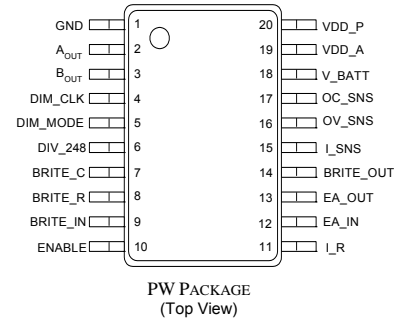 GND 1 20 VDD_P
AOUT 2 19 VDD_A
BOUT 3 18 V_BATT
DIM_CLK 4 17 OC_SNS
DIM_MODE 5 16 OV_SNS
DIV_248 6 15 I_SNS
BRITE_C 7 14 BRITE_OUT
BRITE_R 8 13 EA_OUT
BRITE_IN 9 12 EA_IN
ENABLE 10 11 I_R
PW PACKAGE
(Top View)